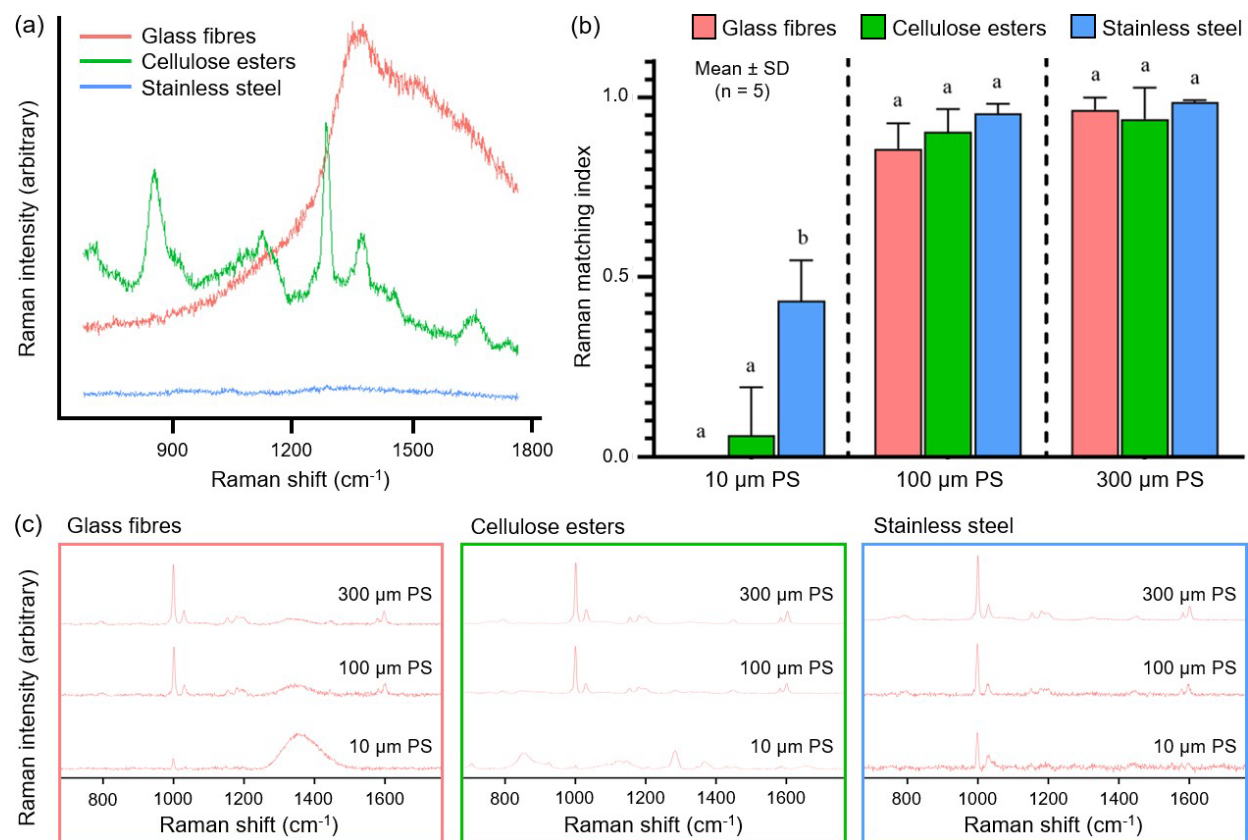 (a)
Glass fibres
Cellulose esters
Stainless steel
Raman intensity (arbitrary)
900 1200 1500 1800
Raman shift (cm⁻¹)
(b)
Glass fibres Cellulose esters Stainless steel
Mean ± SD
(n = 5)
Raman matching index
1.0
0.5
0.0
a a b
a a a
a a a
10 µm PS 100 µm PS 300 µm PS
(c)
Raman intensity (arbitrary)
Glass fibres
300 µm PS
100 µm PS
10 µm PS
800 1000 1200 1400 1600
Raman shift (cm⁻¹)
Cellulose esters
300 µm PS
100 µm PS
10 µm PS
800 1000 1200 1400 1600
Raman shift (cm⁻¹)
Stainless steel
300 µm PS
100 µm PS
10 µm PS
800 1000 1200 1400 1600
Raman shift (cm⁻¹)